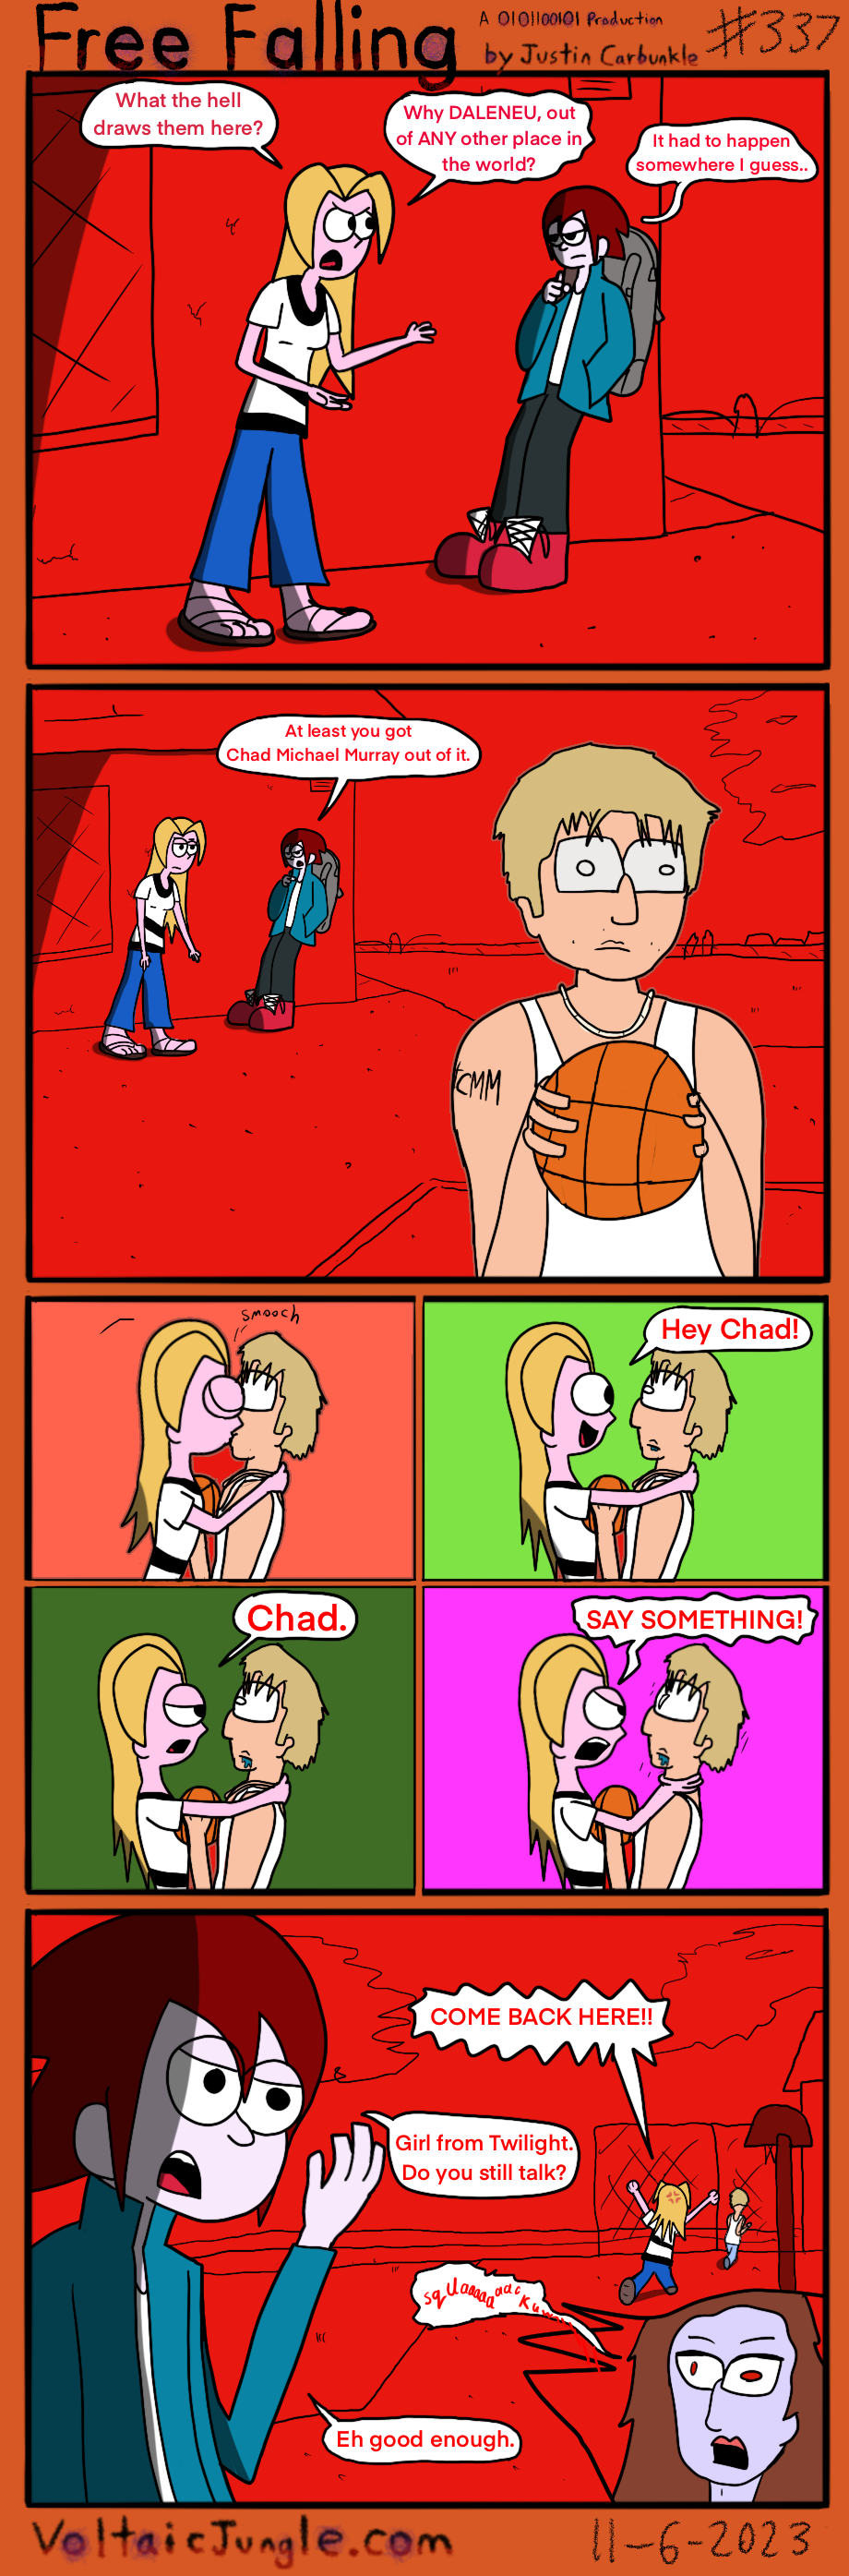 Free Falling
A 0101100101 Production
by Justin Carbunkle
#337
What the hell
draws them here?
Why DALENEU, out
of ANY other place in
the world?
It had to happen
somewhere I guess..
At least you got
Chad Michael Murray out of it.
CMM
smooch
Hey Chad!
Chad.
SAY SOMETHING!
COME BACK HERE!!
Girl from Twilight.
Do you still talk?
Eh good enough.
VoltaicJungle.com
11-6-2023